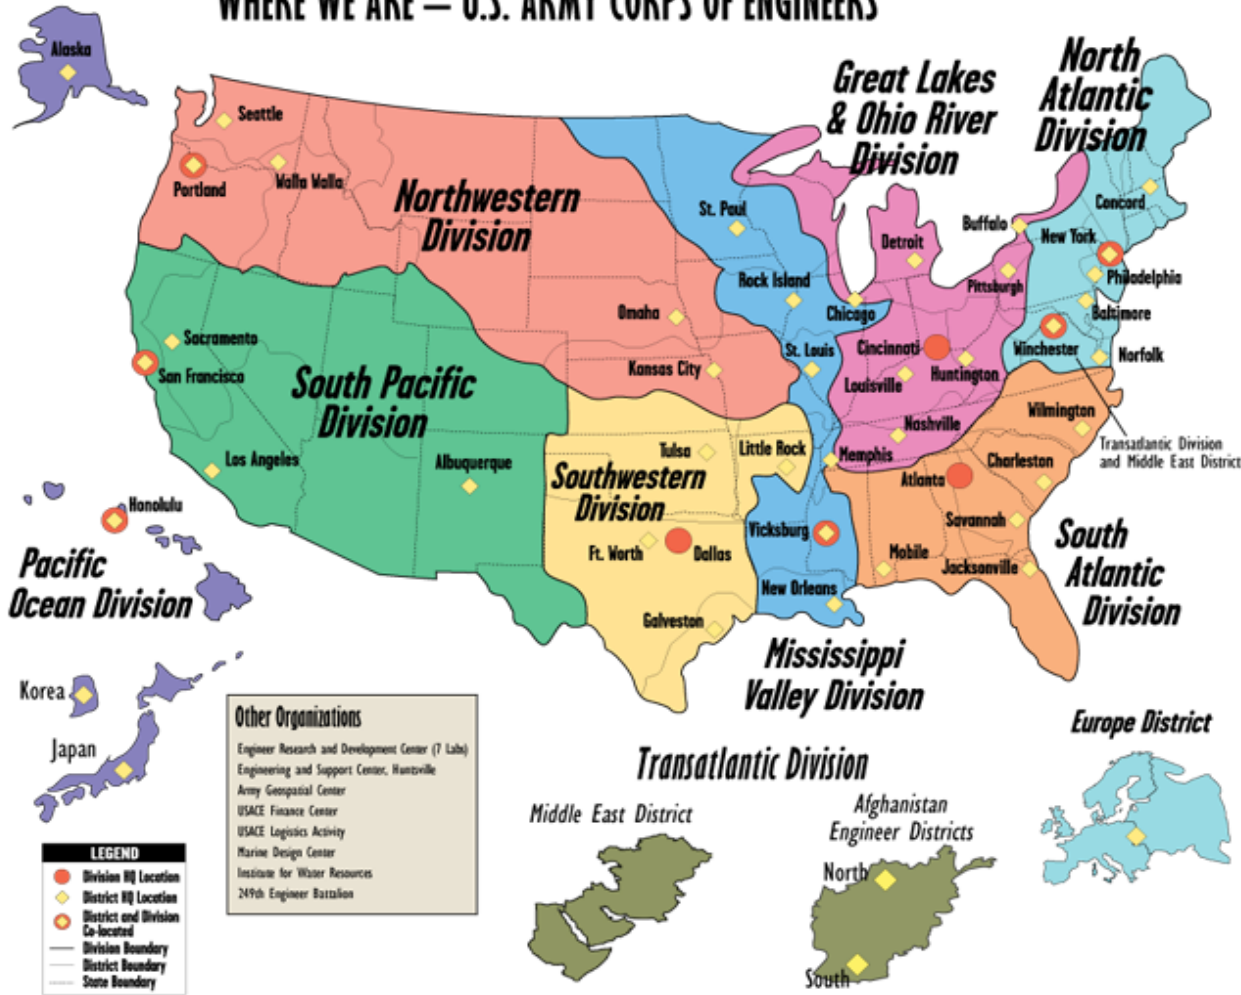 WHERE WE ARE – U.S. ARMY CORPS OF ENGINEERS
Alaska
Seattle
Portland
Walla Walla
Northwestern
Division
Omaha
Kansas City
Great Lakes
& Ohio River
Division
North
Atlantic
Division
St. Paul
Rock Island
St. Louis
Chicago
Detroit
Buffalo
Pittsburgh
Cincinnati
Louisville
Huntington
Nashville
Memphis
Concord
New York
Philadelphia
Baltimore
Winchester
Norfolk
Transatlantic Division
and Middle East District
Sacramento
San Francisco
Los Angeles
South Pacific
Division
Albuquerque
Tulsa
Little Rock
Southwestern
Division
Ft. Worth
Dallas
Galveston
Vicksburg
New Orleans
Mississippi
Valley Division
Wilmington
Charleston
Atlanta
Savannah
Mobile
Jacksonville
South
Atlantic
Division
Honolulu
Pacific
Ocean Division
Korea
Japan
Other Organizations
Engineer Research and Development Center (7 Labs)
Engineering and Support Center, Huntsville
Army Geospatial Center
USACE Finance Center
USACE Logistics Activity
Marine Design Center
Institute for Water Resources
249th Engineer Battalion
LEGEND
Division HQ Location
District HQ Location
District and Division
Co-located
Division Boundary
District Boundary
State Boundary
Transatlantic Division
Middle East District
Afghanistan
Engineer Districts
North
South
Europe District